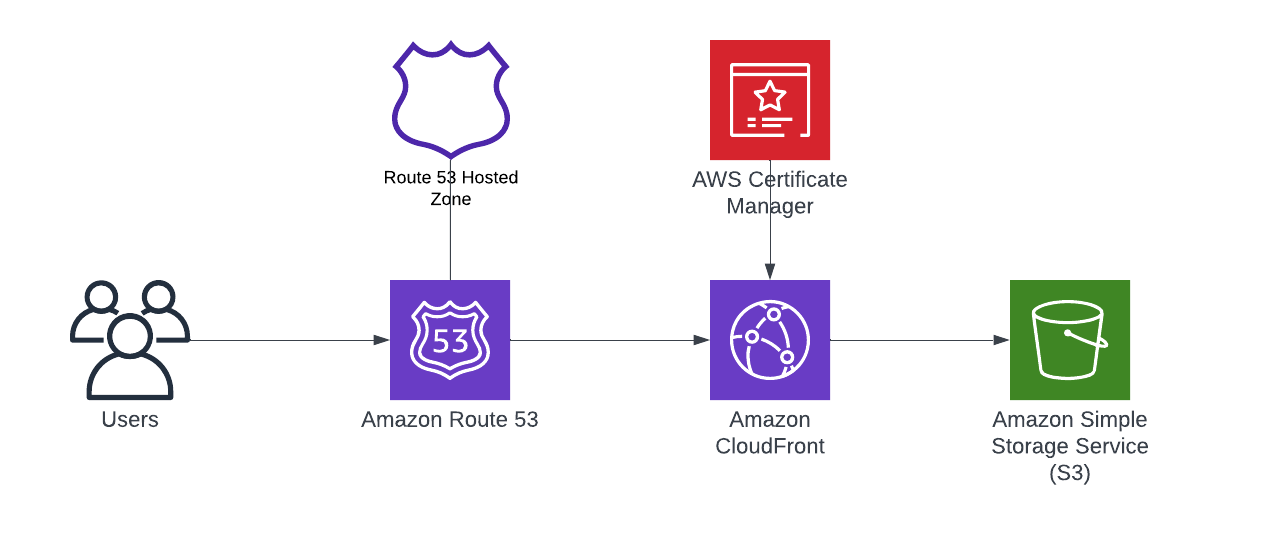 Route 53 Hosted
Zone
AWS Certificate
Manager
53
Users
Amazon Route 53
Amazon
CloudFront
Amazon Simple
Storage Service
(S3)